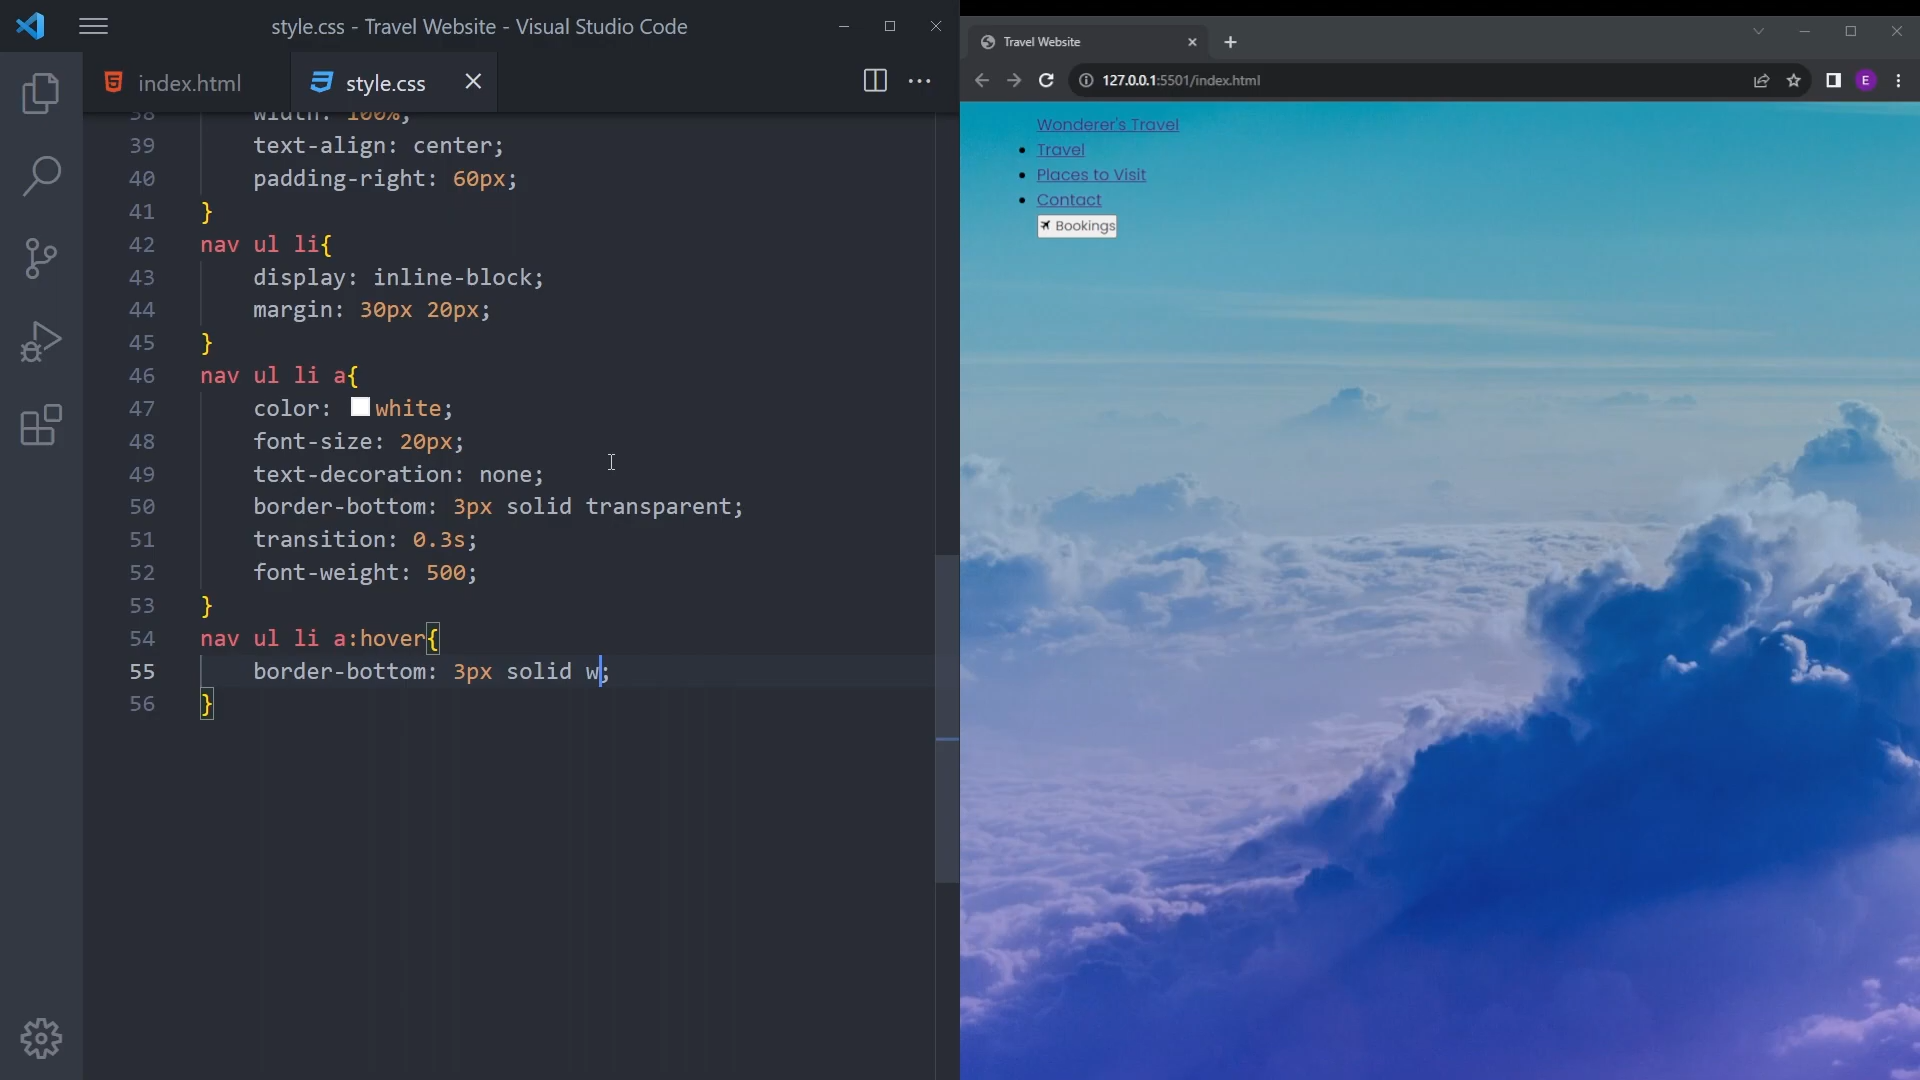 style.css - Travel Website - Visual Studio Code
index.html
style.css
38 width: 100%;
39 text-align: center;
40 padding-right: 60px;
41 }
42 nav ul li{
43 display: inline-block;
44 margin: 30px 20px;
45 }
46 nav ul li a{
47 color: white;
48 font-size: 20px;
49 text-decoration: none;
50 border-bottom: 3px solid transparent;
51 transition: 0.3s;
52 font-weight: 500;
53 }
54 nav ul li a:hover{
55 border-bottom: 3px solid w;
56 }
Travel Website
127.0.0.1:5501/index.html
E
Wonderer's Travel
Travel
Places to Visit
Contact
Bookings